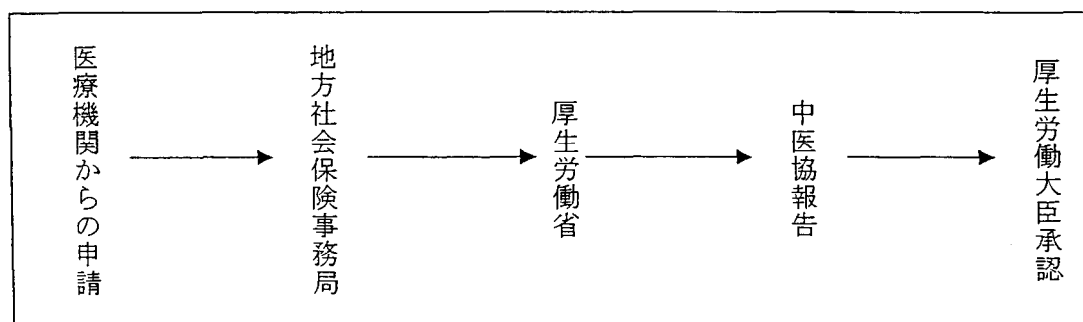 医療機関からの申請
地方社会保険事務局
厚生労働省
中医協報告
厚生労働大臣承認